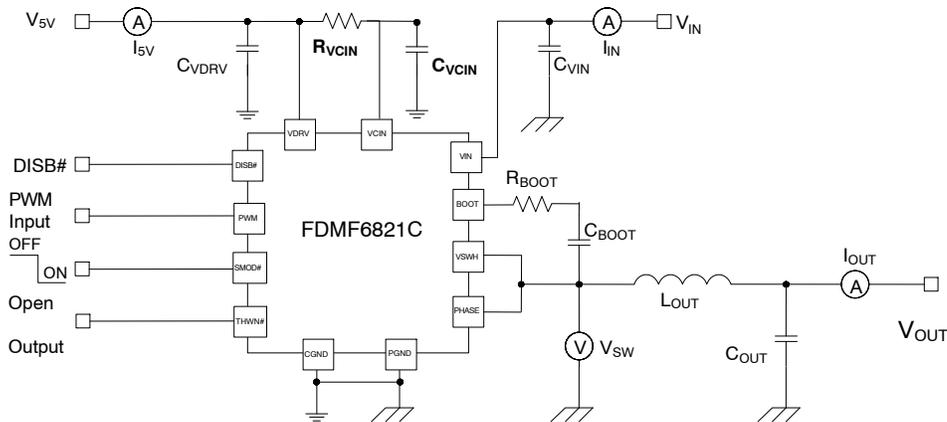 V5V
A
I5V
RVCIN
CVDRV
CVCIN
A
IIN
VIN
CVIN
VDRV
VCIN
DISB#
DISB#
VIN
PWM
Input
PWM
BOOT
RBOOT
CBOOT
FDMF6821C
OFF
ON
SMOD#
VSWH
Open
Output
THWN#
PHASE
LOUT
IOUT
A
VOUT
V
VSW
COUT
CGND
PGND